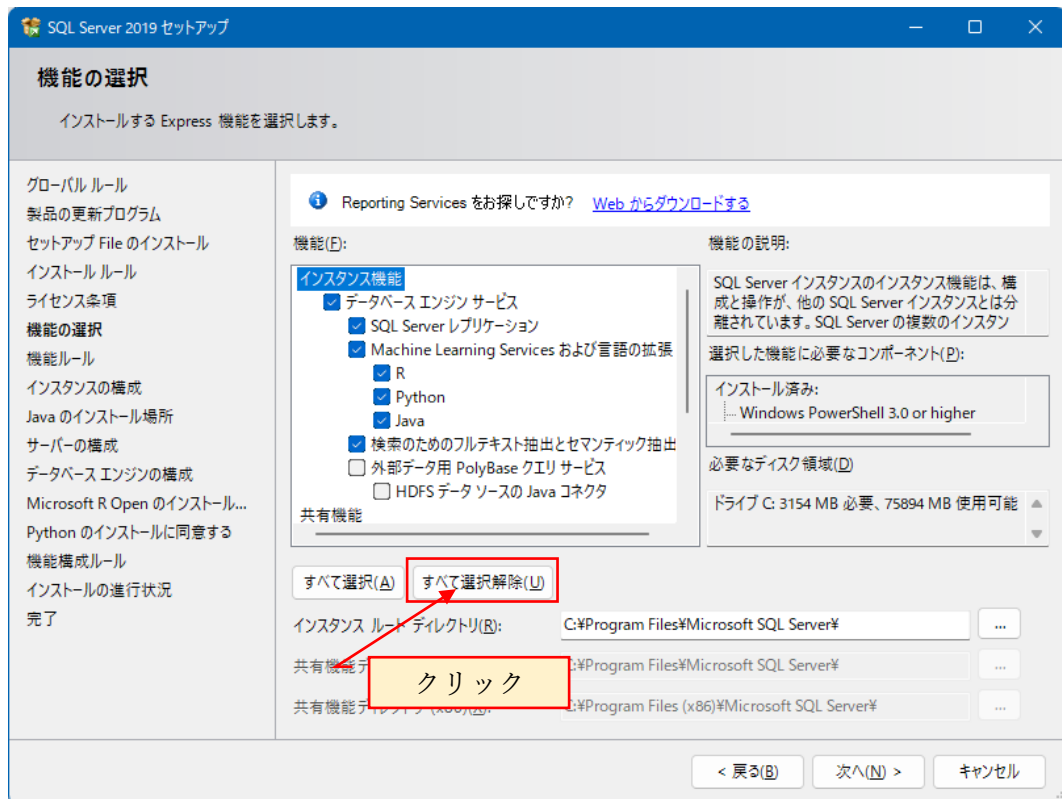 SQL Server 2019 セットアップ
機能の選択
インストールする Express 機能を選択します。
グローバル ルール
製品の更新プログラム
セットアップ File のインストール
インストール ルール
ライセンス条項
機能の選択
機能ルール
インスタンスの構成
Java のインストール場所
サーバーの構成
データベース エンジンの構成
Microsoft R Open のインストール...
Python のインストールに同意する
機能構成ルール
インストールの進行状況
完了
Reporting Services をお探しですか? Web からダウンロードする
機能(F):
インスタンス機能
データベース エンジン サービス
SQL Server レプリケーション
Machine Learning Services および言語の拡張
R
Python
Java
検索のためのフルテキスト抽出とセマンティック抽出
外部データ用 PolyBase クエリ サービス
HDFS データ ソースの Java コネクタ
共有機能
機能の説明:
SQL Server インスタンスのインスタンス機能は、構
成と操作が、他の SQL Server インスタンスとは分
離されています。SQL Server の複数のインスタン
選択した機能に必要なコンポーネント(P):
インストール済み:
Windows PowerShell 3.0 or higher
必要なディスク領域(D)
ドライブ C: 3154 MB 必要、75894 MB 使用可能
すべて選択(A) すべて選択解除(U)
インスタンス ルート ディレクトリ(R): C:¥Program Files¥Microsoft SQL Server¥ ...
共有機能デ :¥Program Files¥Microsoft SQL Server¥ ...
クリック
共有機能ディレクトリ (x86)(X): C:¥Program Files (x86)¥Microsoft SQL Server¥ ...
< 戻る(B) 次へ(N) > キャンセル